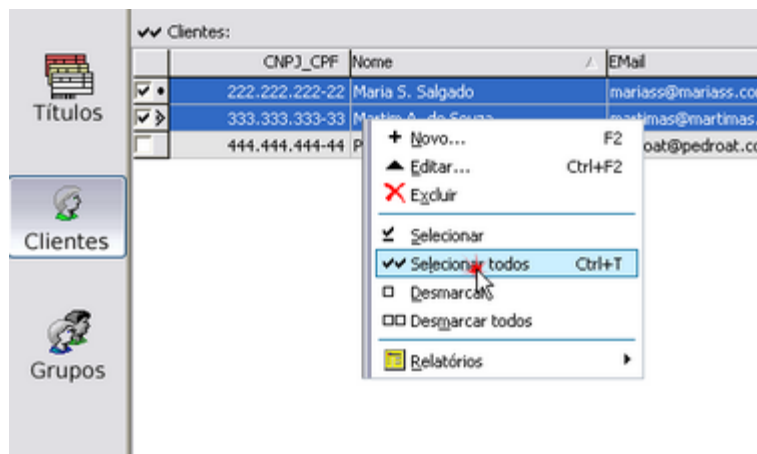 Clientes:
CNPJ_CPF Nome EMail
222.222.222-22 Maria S. Salgado mariass@mariass.co
333.333.333-33 Martim A. de Souza martimas@martimas.
444.444.444-44 P oat@pedroat.co
Títulos
Clientes
Grupos
Novo... F2
Editar... Ctrl+F2
Excluir
Selecionar
Selecionar todos Ctrl+T
Desmarcar
Desmarcar todos
Relatórios